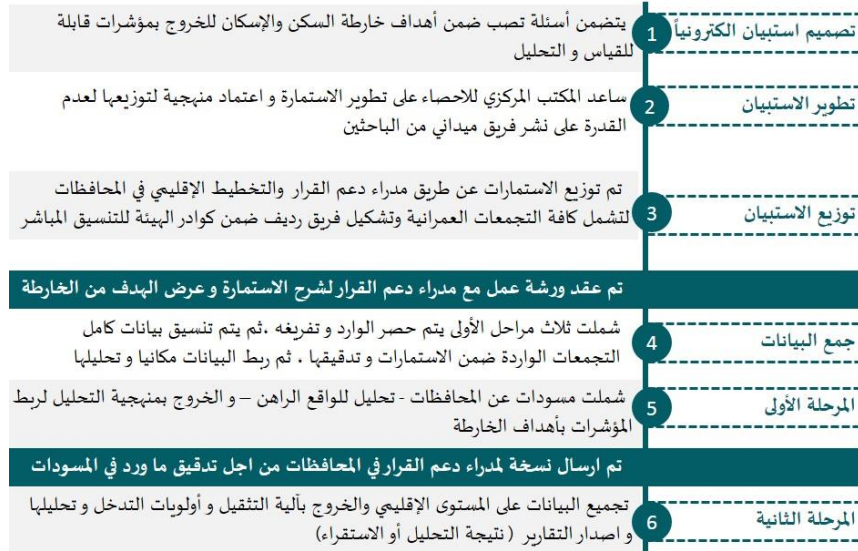 تصميم استبيان الكترونياً
1
يتضمن أسئلة تصب ضمن أهداف خارطة السكن والإسكان للخروج بمؤشرات قابلة
للقياس و التحليل
تطوير الاستبيان
2
ساعد المكتب المركزي للاحصاء على تطوير الاستمارة و اعتماد منهجية لتوزيعها لعدم
القدرة على نشر فريق ميداني من الباحثين
توزيع الاستبيان
3
تم توزيع الاستمارات عن طريق مدراء دعم القرار والتخطيط الإقليمي في المحافظات
لتشمل كافة التجمعات العمرانية وتشكيل فريق رديف ضمن كوادر الهيئة للتنسيق المباشر
تم عقد ورشة عمل مع مدراء دعم القرار لشرح الاستمارة و عرض الهدف من الخارطة
جمع البيانات
4
شملت ثلاث مراحل الأولى يتم حصر الوارد و تفريغه ،ثم يتم تنسيق بيانات كامل
التجمعات الواردة ضمن الاستمارات و تدقيقها ، ثم ربط البيانات مكانيا و تحليلها
المرحلة الأولى
5
شملت مسودات عن المحافظات - تحليل للواقع الراهن – و الخروج بمنهجية التحليل لربط
المؤشرات بأهداف الخارطة
تم ارسال نسخة لمدراء دعم القرار في المحافظات من اجل تدقيق ما ورد في المسودات
المرحلة الثانية
6
تجميع البيانات على المستوى الإقليمي والخروج بآلية التثقيل و أولويات التدخل و تحليلها
و اصدار التقارير ( نتيجة التحليل أو الاستقراء)